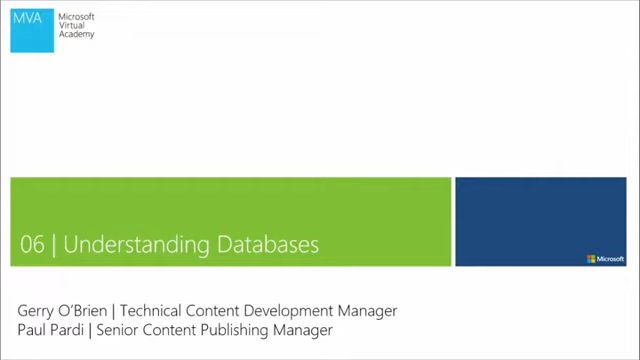 MVA
Microsoft
Virtual
Academy
06 | Understanding Databases
Microsoft
Gerry O'Brien | Technical Content Development Manager
Paul Pardi | Senior Content Publishing Manager